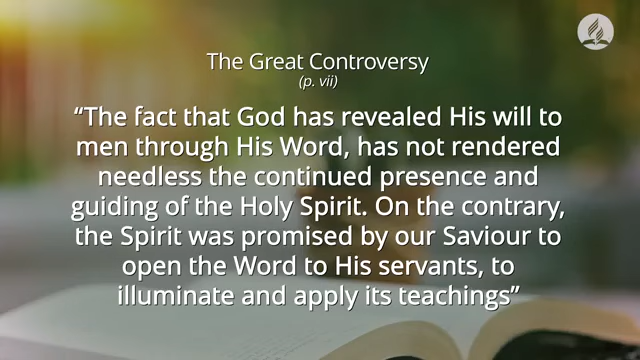 The Great Controversy
(p. vii)
“The fact that God has revealed His will to
men through His Word, has not rendered
needless the continued presence and
guiding of the Holy Spirit. On the contrary,
the Spirit was promised by our Saviour to
open the Word to His servants, to
illuminate and apply its teachings”